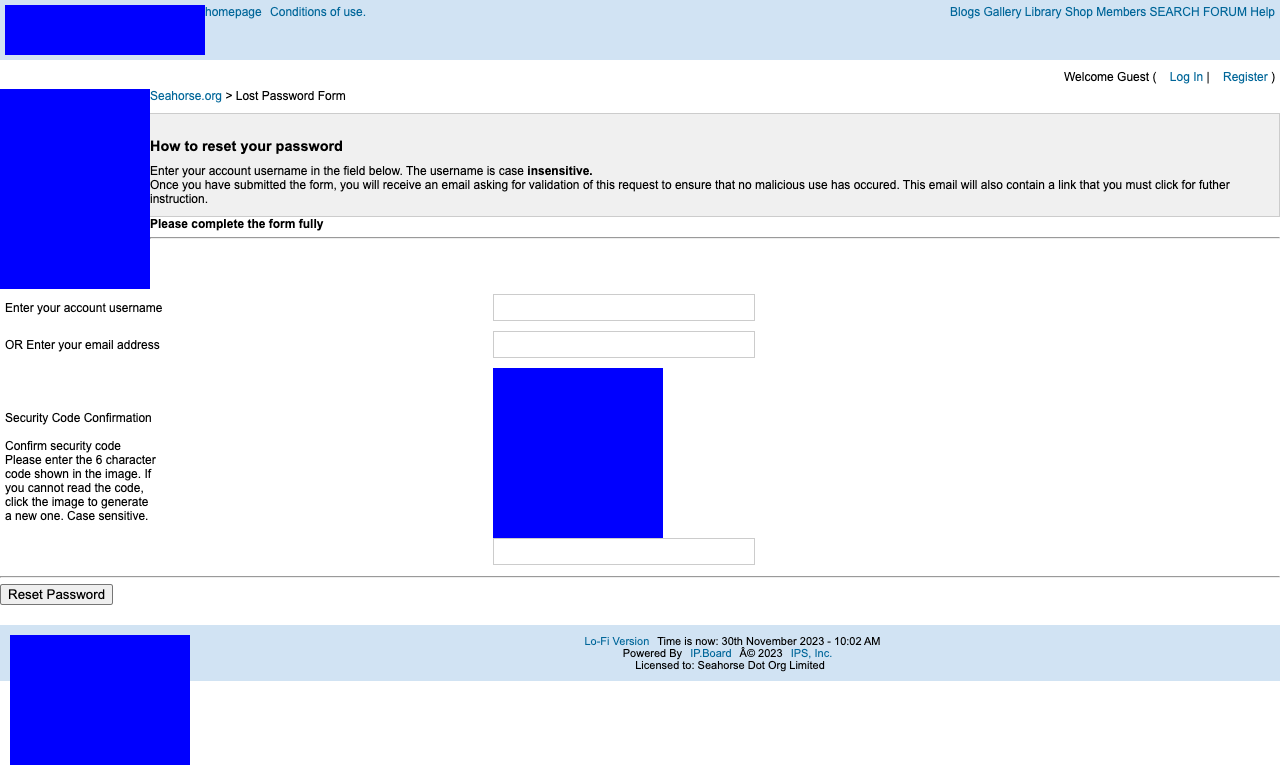 homepage Conditions of use. Blogs Gallery Library Shop Members SEARCH FORUM Help
Welcome Guest ( Log In | Register )
Seahorse.org > Lost Password Form
How to reset your password
Enter your account username in the field below. The username is case insensitive.
Once you have submitted the form, you will receive an email asking for validation of this request to ensure that no malicious use has occured. This email will also contain a link that you must click for futher
instruction.
Please complete the form fully
Enter your account username
OR Enter your email address
Security Code Confirmation
Confirm security code
Please enter the 6 character
code shown in the image. If
you cannot read the code,
click the image to generate
a new one. Case sensitive.
Reset Password
Lo-Fi Version Time is now: 30th November 2023 - 10:02 AM
Powered By IP.Board Â© 2023 IPS, Inc.
Licensed to: Seahorse Dot Org Limited